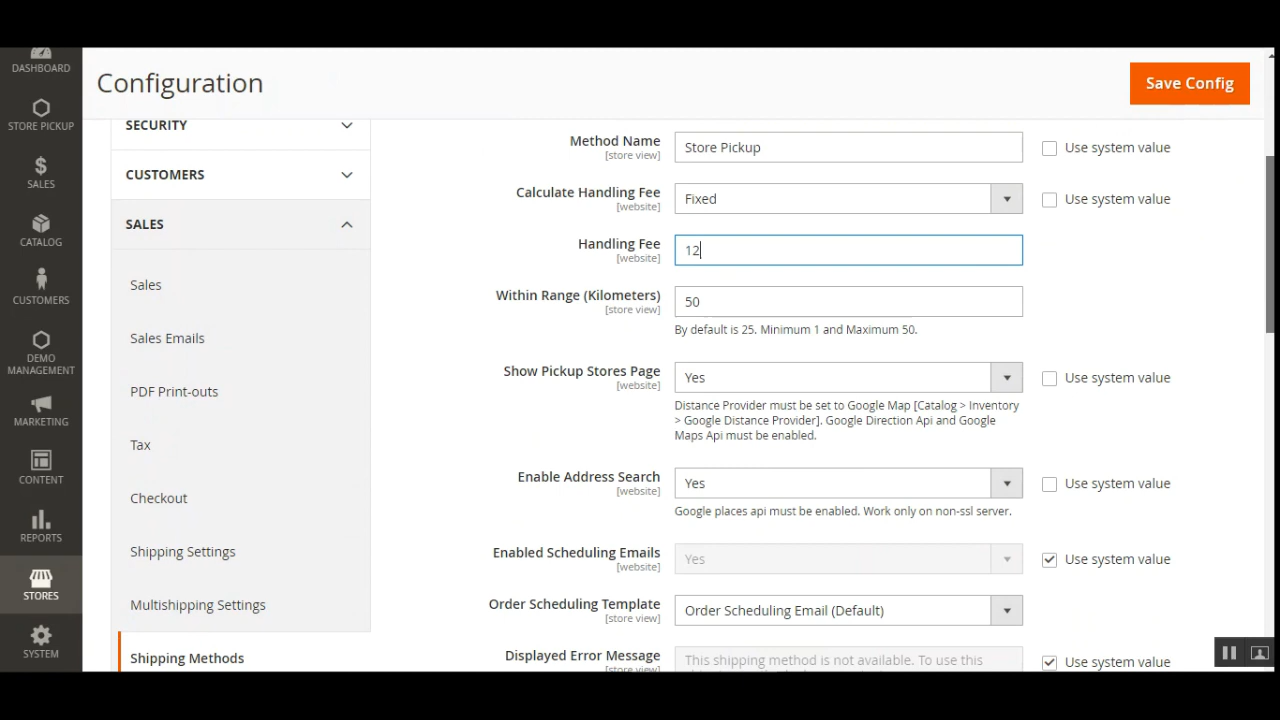 Configuration
Save Config
DASHBOARD
STORE PICKUP
SALES
CATALOG
CUSTOMERS
DEMO
MANAGEMENT
MARKETING
CONTENT
REPORTS
STORES
SYSTEM
SECURITY
CUSTOMERS
SALES
Sales
Sales Emails
PDF Print-outs
Tax
Checkout
Shipping Settings
Multishipping Settings
Shipping Methods
Method Name
[store view]
Store Pickup
Use system value
Calculate Handling Fee
[website]
Fixed
Use system value
Handling Fee
[website]
12
Within Range (Kilometers)
[store view]
50
By default is 25. Minimum 1 and Maximum 50.
Show Pickup Stores Page
[website]
Yes
Use system value
Distance Provider must be set to Google Map [Catalog > Inventory
> Google Distance Provider]. Google Direction Api and Google
Maps Api must be enabled.
Enable Address Search
[website]
Yes
Use system value
Google places api must be enabled. Work only on non-ssl server.
Enabled Scheduling Emails
[website]
Yes
Use system value
Order Scheduling Template
[store view]
Order Scheduling Email (Default)
Displayed Error Message
[store view]
This shipping method is not available. To use this
Use system value